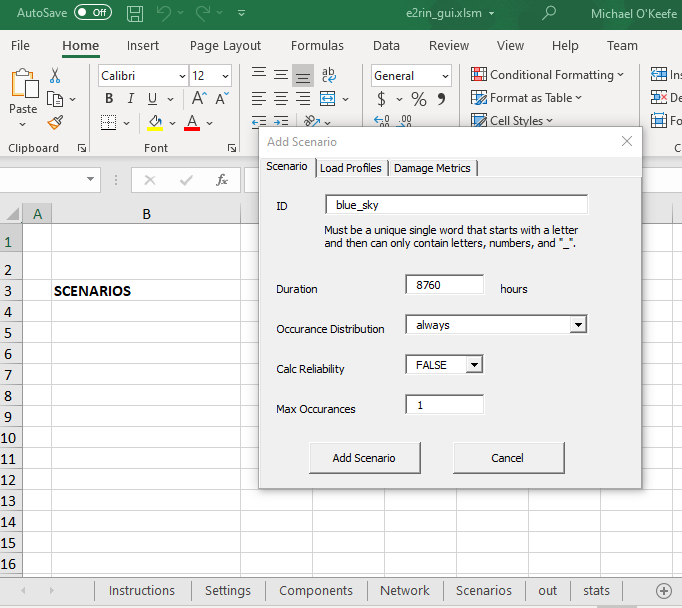 AutoSave Off e2rin_gui.xlsm Michael O'Keefe
File Home Insert Page Layout Formulas Data Review View Help Team
Paste
Calibri 12
B I U A A
ab
c
General
$ % 9
Conditional Formatting
Format as Table
Cell Styles
Ins
De
Fo
Clipboard Font C
fx
A B
1
2
3 SCENARIOS
4
5
6
7
8
9
10
11
12
13
14
15
16
Add Scenario
Scenario Load Profiles Damage Metrics
ID blue_sky
Must be a unique single word that starts with a letter
and then can only contain letters, numbers, and "_".
Duration 8760 hours
Occurance Distribution always
Calc Reliability FALSE
Max Occurances 1
Add Scenario Cancel
Instructions Settings Components Network Scenarios out stats